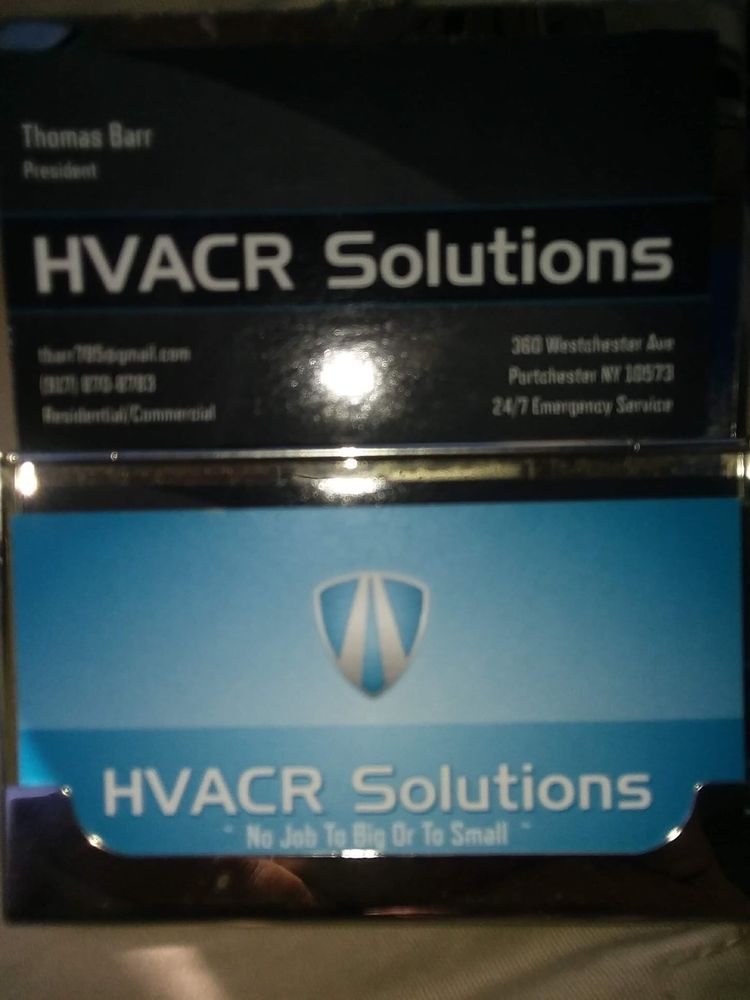 Thomas Barr
President
HVACR Solutions
Residential/Commercial
360 Westchester Ave
Portchester NY 10573
24/7 Emergency Service
HVACR Solutions
~ No Job To Big Or To Small ~